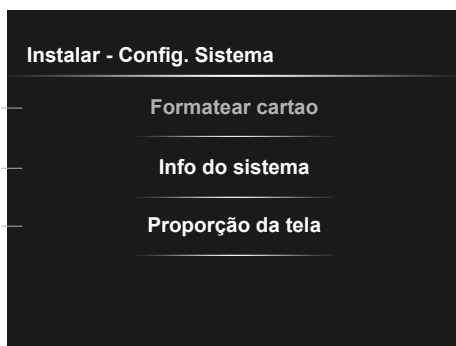 Instalar - Config. Sistema
Formatear cartao
Info do sistema
Proporção da tela